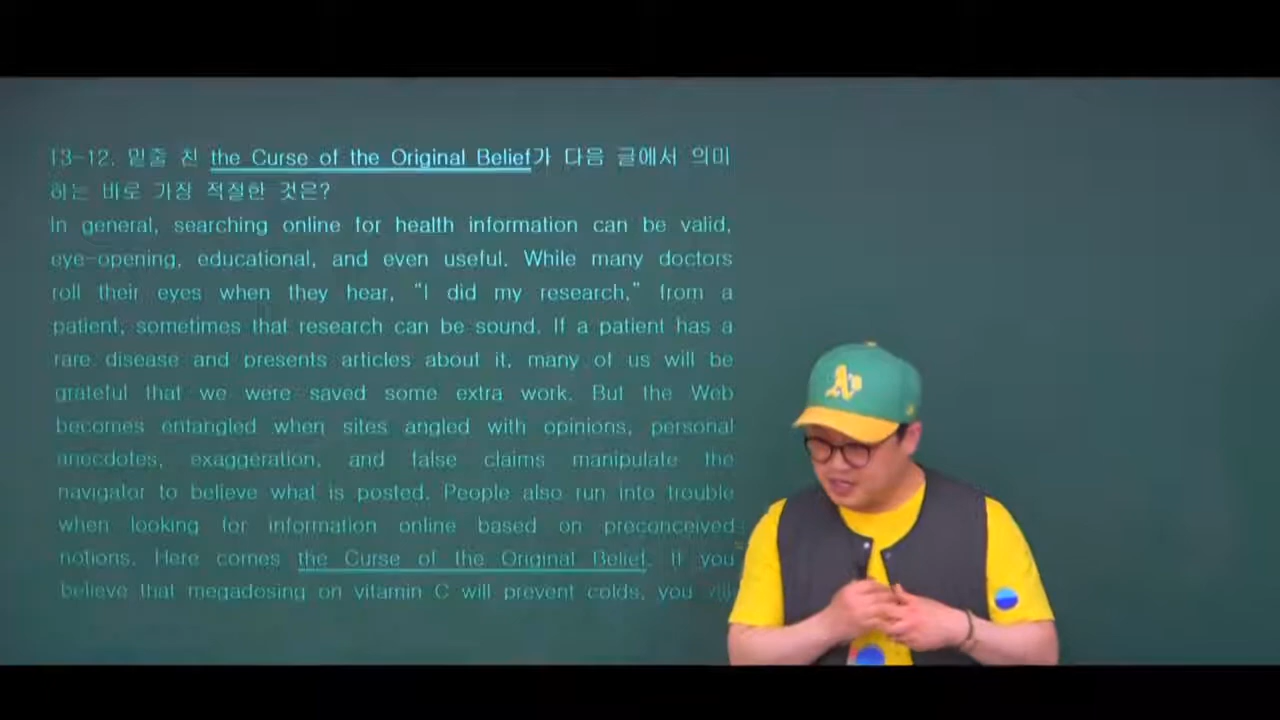 13-12. 밑줄 친 the Curse of the Original Belief가 다음 글에서 의미
하는 바로 가장 적절한 것은?
In general, searching online for health information can be valid,
eye-opening, educational, and even useful. While many doctors
roll their eyes when they hear, “I did my research,” from a
patient, sometimes that research can be sound. If a patient has a
rare disease and presents articles about it, many of us will be
grateful that we were saved some extra work. But the Web
becomes entangled when sites angled with opinions, personal
anecdotes, exaggeration, and false claims manipulate the
navigator to believe what is posted. People also run into trouble
when looking for information online based on preconceived
notions. Here comes the Curse of the Original Belief. If you
believe that megadosing on vitamin C will prevent colds, you
A's